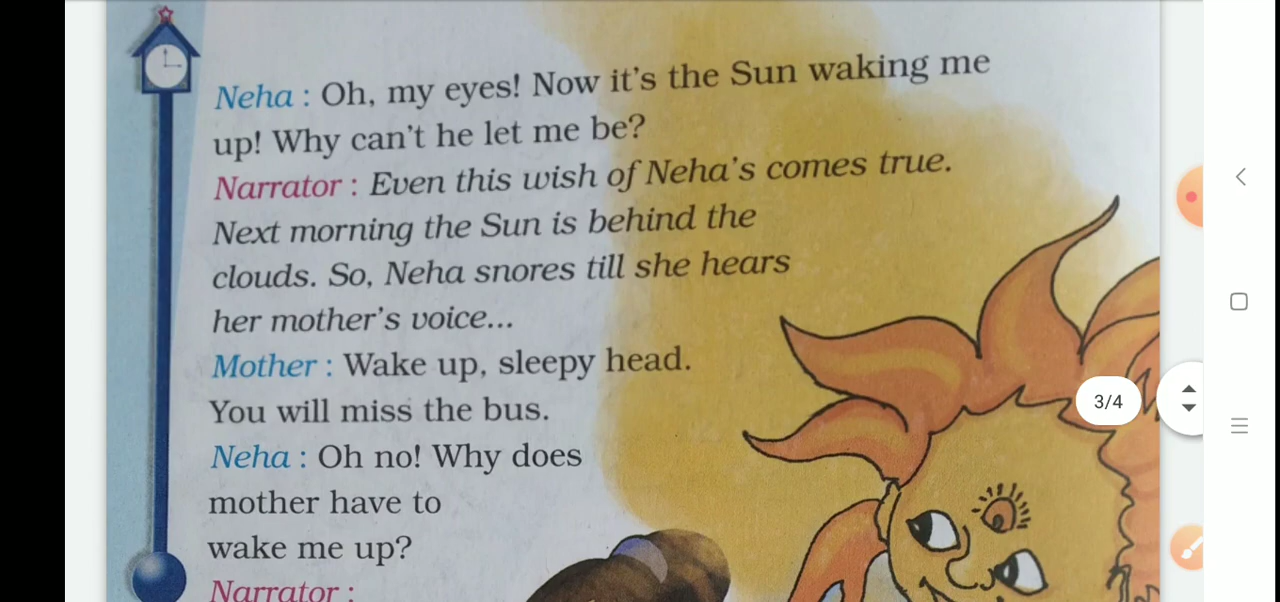 Neha : Oh, my eyes! Now it's the Sun waking me
up! Why can't he let me be?
Narrator : Even this wish of Neha's comes true.
Next morning the Sun is behind the
clouds. So, Neha snores till she hears
her mother's voice...
Mother : Wake up, sleepy head.
You will miss the bus.
Neha : Oh no! Why does
mother have to
wake me up?
Narrator :
3/4